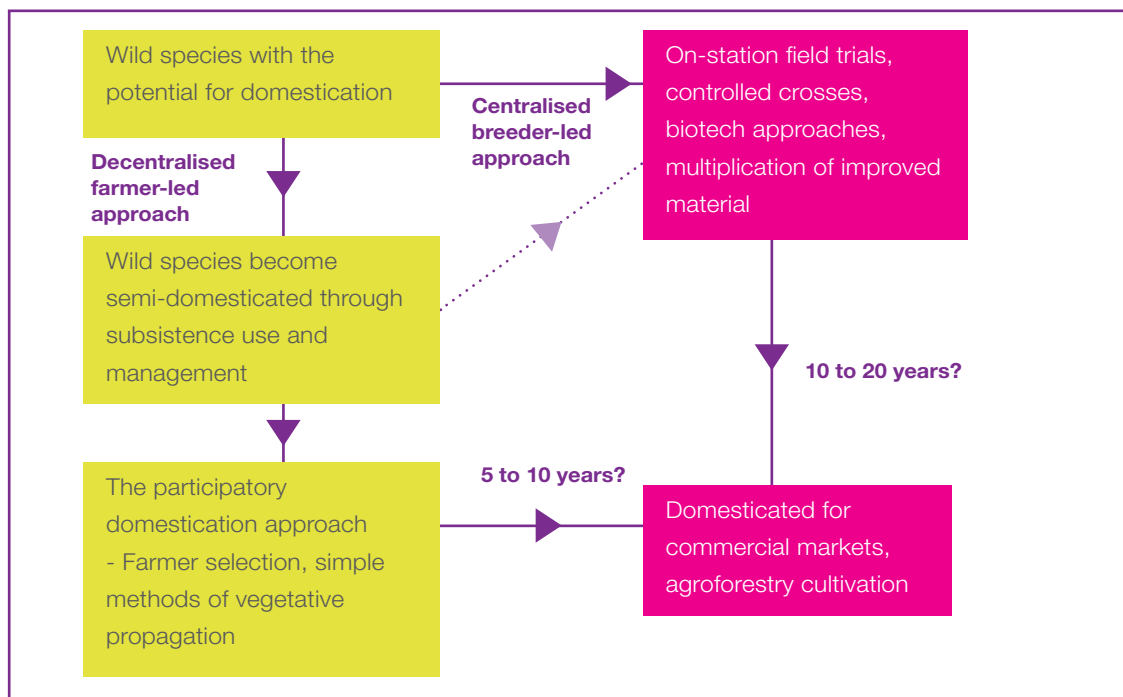 Wild species with the
potential for domestication
On-station field trials,
controlled crosses,
biotech approaches,
multiplication of improved
material
Centralised
breeder-led
approach
Decentralised
farmer-led
approach
Wild species become
semi-domesticated through
subsistence use and
management
10 to 20 years?
The participatory
domestication approach
- Farmer selection, simple
methods of vegetative
propagation
5 to 10 years?
Domesticated for
commercial markets,
agroforestry cultivation